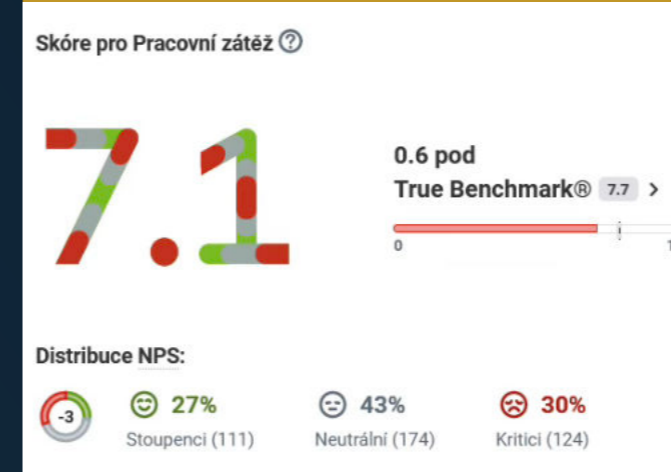 Skóre pro Pracovní zátěž ?
7.1
0.6 pod
True Benchmark® 7.7 >
0
Distribuce NPS:
-3
27%
43%
30%
Stoupenci (111)
Neutrální (174)
Kritici (124)